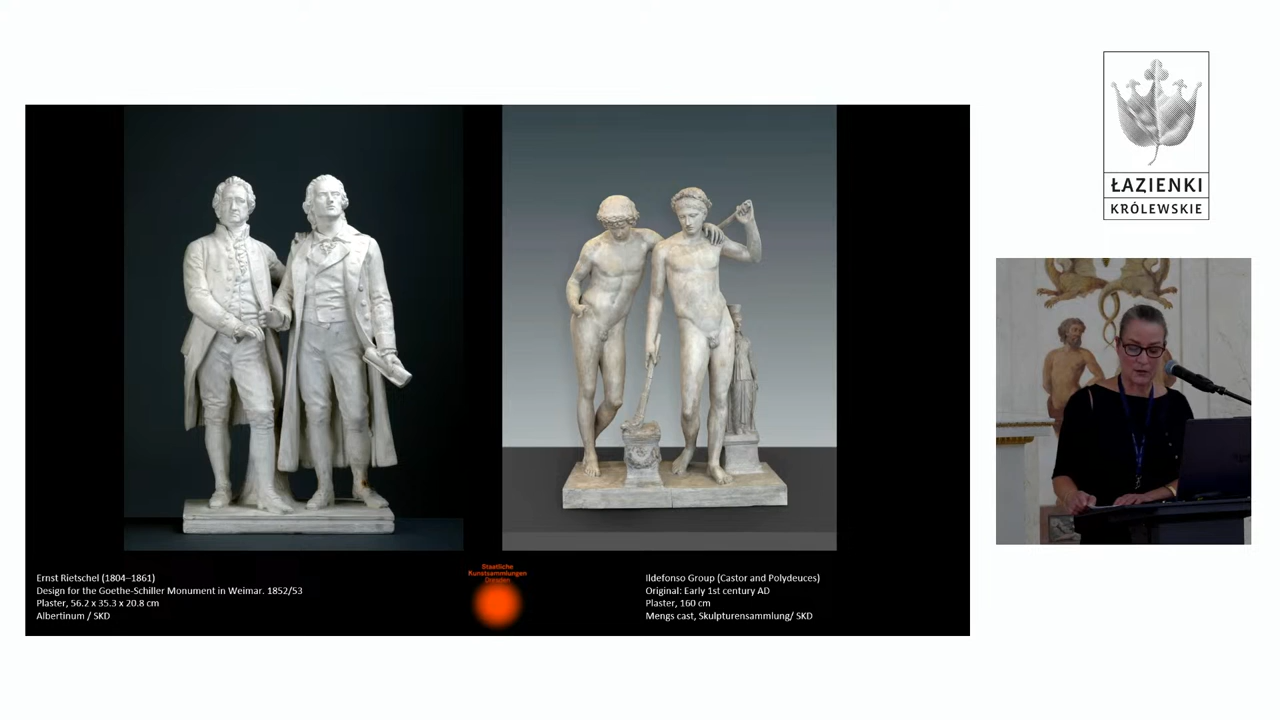 ŁAZIENKI
KRÓLEWSKIE
Ernst Rietschel (1804–1861)
Design for the Goethe-Schiller Monument in Weimar. 1852/53
Plaster, 56.2 x 35.3 x 20.8 cm
Albertinum / SKD
Staatliche
Kunstsammlungen
Dresden
Ildefonso Group (Castor and Polydeuces)
Original: Early 1st century AD
Plaster, 160 cm
Mengs cast, Skulpturensammlung/ SKD